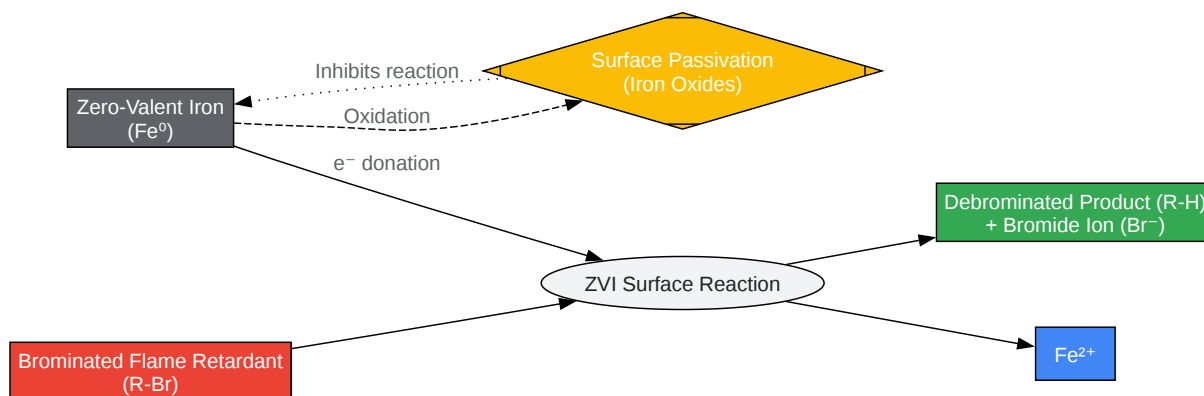 Surface Passivation
(Iron Oxides)
Inhibits reaction
Zero-Valent Iron
(Fe⁰)
Oxidation
e⁻ donation
Debrominated Product (R-H)
+ Bromide Ion (Br⁻)
ZVI Surface Reaction
Brominated Flame Retardant
(R-Br)
Fe²⁺